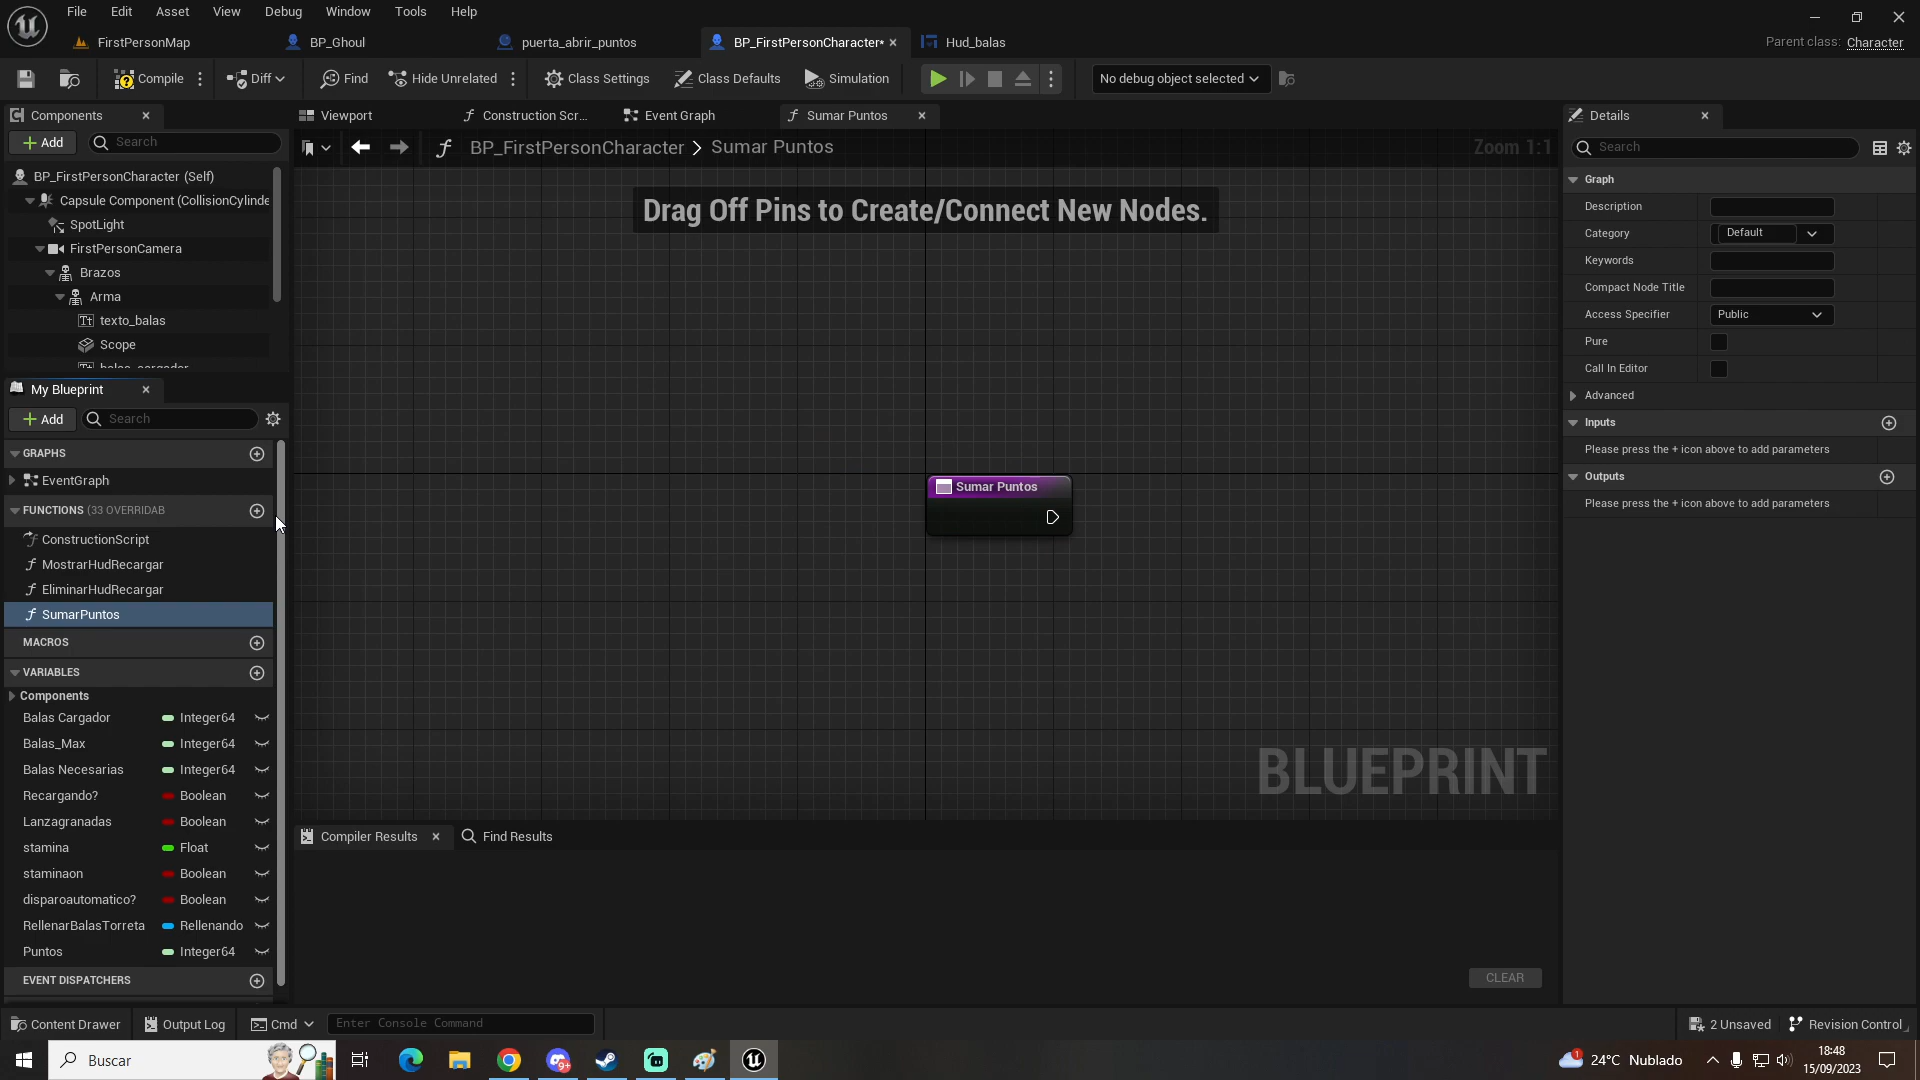 File Edit Asset View Debug Window Tools Help
FirstPersonMap BP_Ghoul puerta_abrir_puntos BP_FirstPersonCharacter* Hud_balas Parent class: Character
Compile Diff Find Hide Unrelated Class Settings Class Defaults Simulation No debug object selected
Components Viewport Construction Scr... Event Graph Sumar Puntos Details
Add Search BP_FirstPersonCharacter > Sumar Puntos Zoom 1:1 Search
BP_FirstPersonCharacter (Self)
Capsule Component (CollisionCylinde
SpotLight
FirstPersonCamera
Brazos
Arma
texto_balas
Scope
Drag Off Pins to Create/Connect New Nodes.
Graph
Description
Category Default
Keywords
Compact Node Title
Access Specifier Public
Pure
Call In Editor
Advanced
Inputs
Please press the + icon above to add parameters
Outputs
Please press the + icon above to add parameters
My Blueprint
Add Search
GRAPHS
EventGraph
FUNCTIONS (33 OVERRIDAB
ConstructionScript
MostrarHudRecargar
EliminarHudRecargar
SumarPuntos
MACROS
VARIABLES
Components
Balas Cargador Integer64
Balas_Max Integer64
Balas Necesarias Integer64
Recargando? Boolean
Lanzagranadas Boolean
stamina Float
staminaon Boolean
disparoautomatico? Boolean
RellenarBalasTorreta Rellenando
Puntos Integer64
EVENT DISPATCHERS
Sumar Puntos
BLUEPRINT
Compiler Results Find Results
CLEAR
Content Drawer Output Log Cmd Enter Console Command 2 Unsaved Revision Control
Buscar 24°C Nublado 18:48
15/09/2023